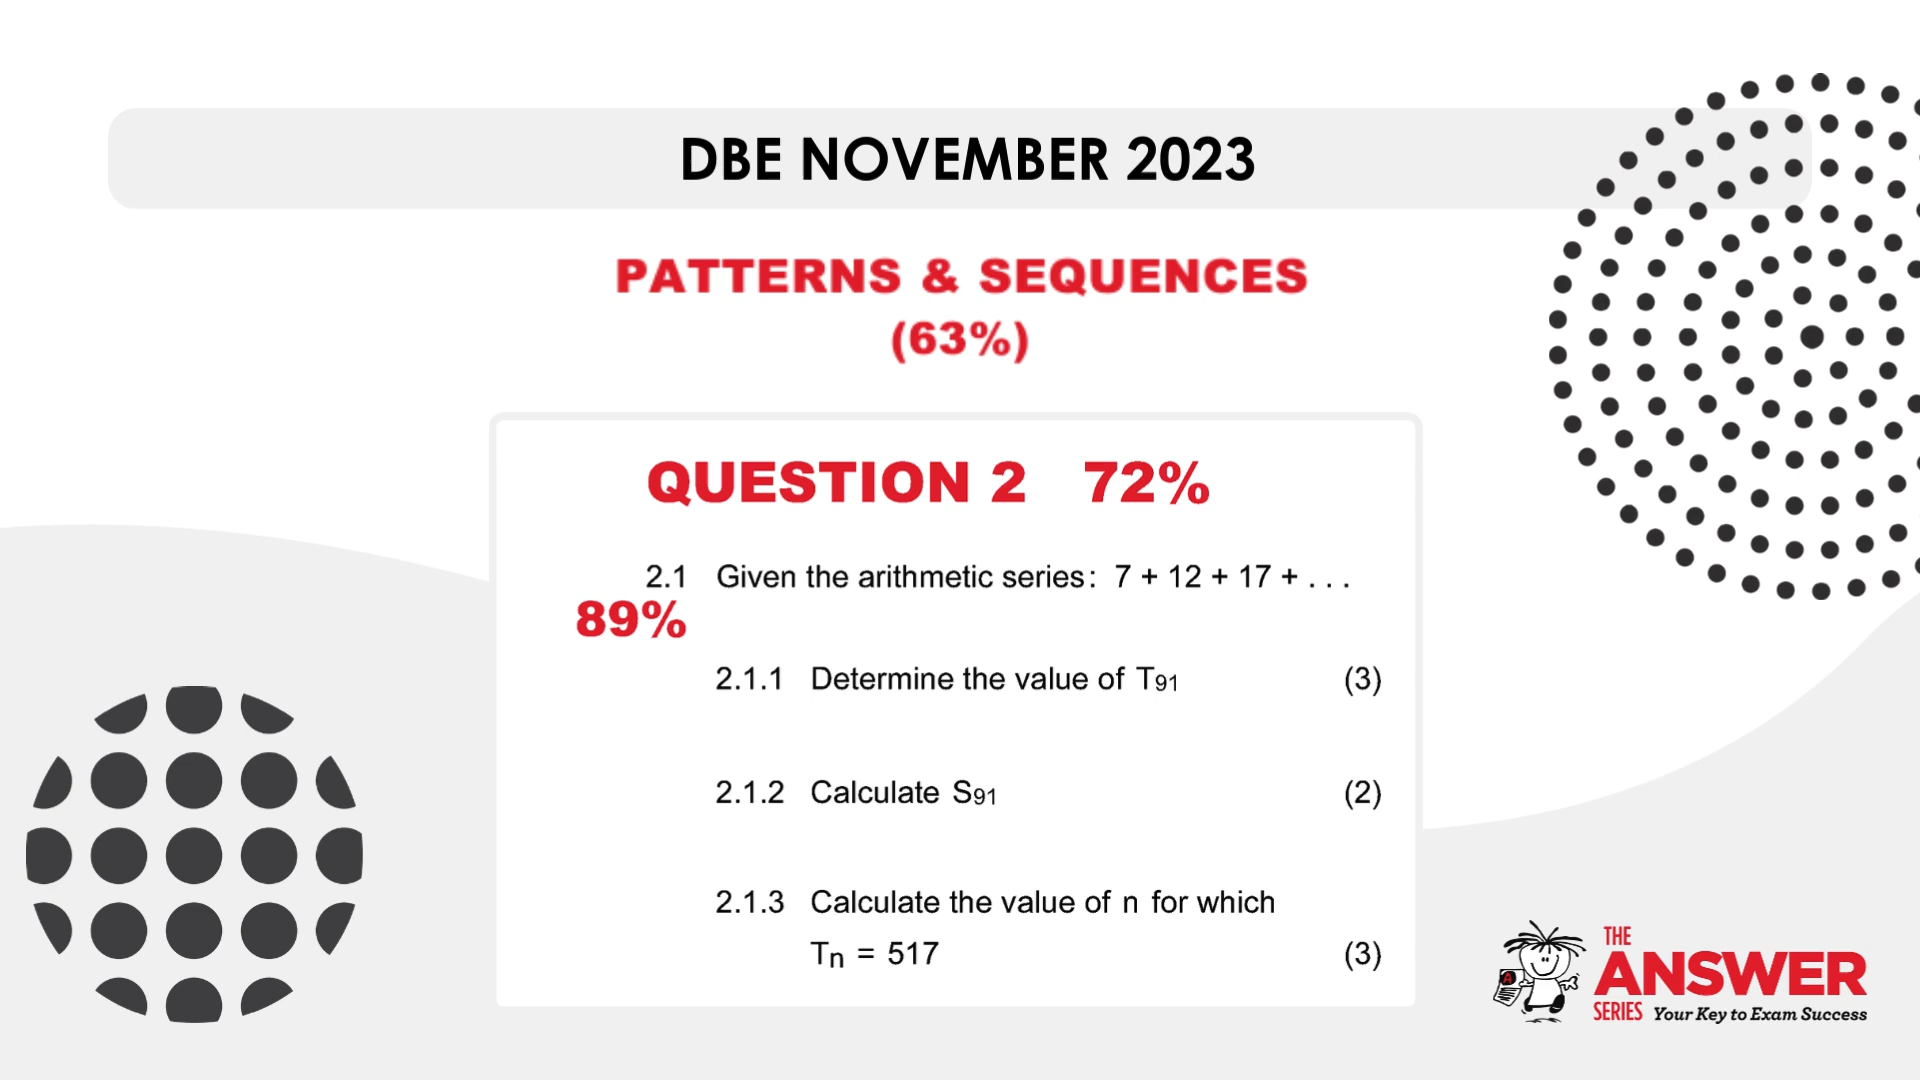 DBE NOVEMBER 2023
PATTERNS & SEQUENCES
(63%)
QUESTION 2 72%
2.1 Given the arithmetic series: 7 + 12 + 17 + . . .
89%
2.1.1 Determine the value of T₉₁ (3)
2.1.2 Calculate S₉₁ (2)
2.1.3 Calculate the value of n for which
Tₙ = 517 (3)
THE
ANSWER
SERIES Your Key to Exam Success
A